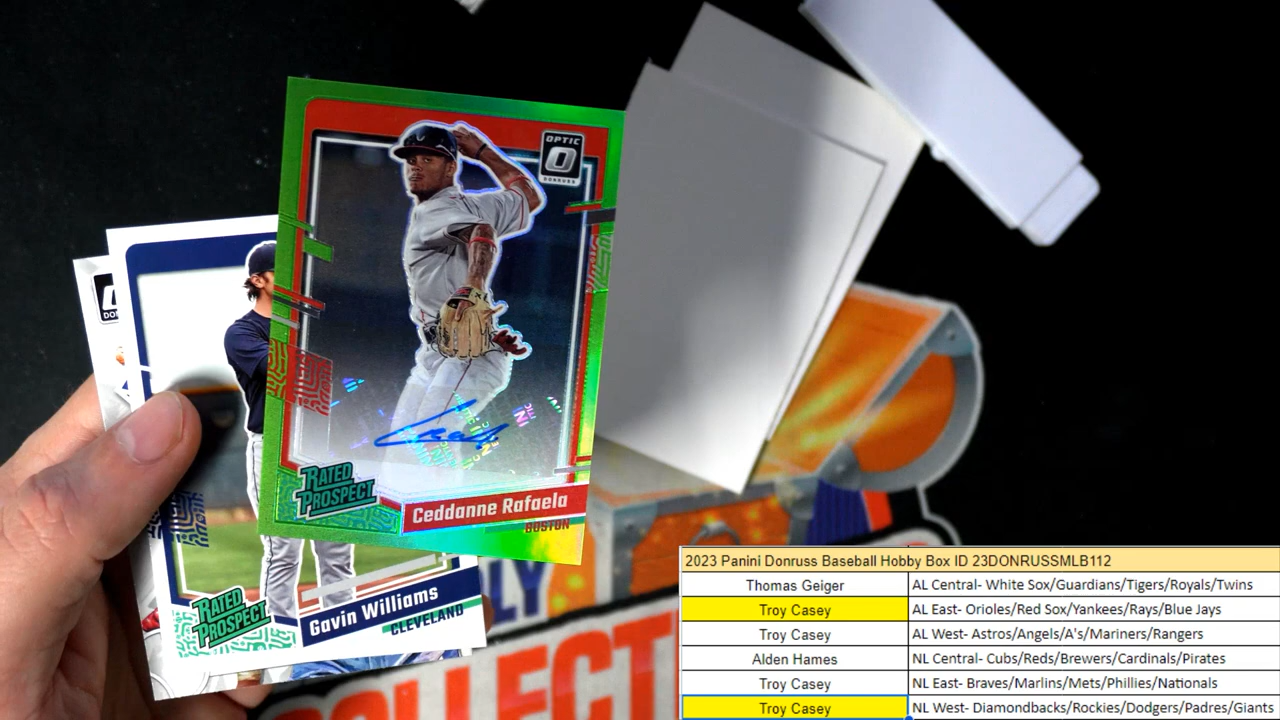 OPTIC
DONRUSS
RATED
PROSPECT
Ceddanne Rafaela
BOSTON
RATED
PROSPECT
Gavin Williams
CLEVELAND
COLLECT
2023 Panini Donruss Baseball Hobby Box ID 23DONRUSSMLB112
Thomas Geiger AL Central- White Sox/Guardians/Tigers/Royals/Twins
Troy Casey AL East- Orioles/Red Sox/Yankees/Rays/Blue Jays
Troy Casey AL West- Astros/Angels/A's/Mariners/Rangers
Alden Hames NL Central- Cubs/Reds/Brewers/Cardinals/Pirates
Troy Casey NL East- Braves/Marlins/Mets/Phillies/Nationals
Troy Casey NL West- Diamondbacks/Rockies/Dodgers/Padres/Giants